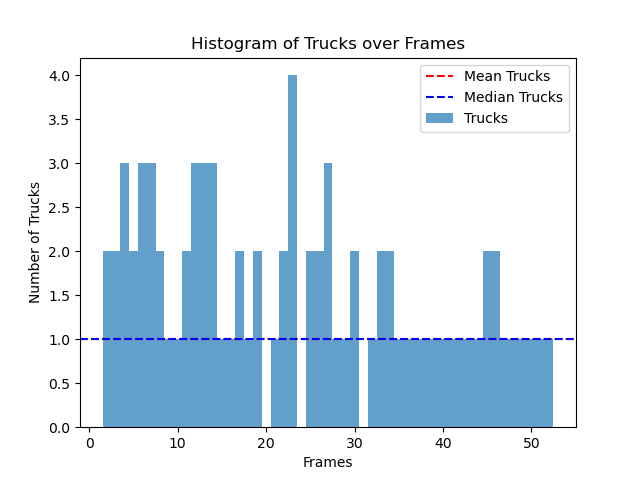 Histogram of Trucks over Frames
Mean Trucks
Median Trucks
Trucks
4.0
3.5
3.0
2.5
2.0
1.5
1.0
0.5
0.0
Number of Trucks
0 10 20 30 40 50
Frames